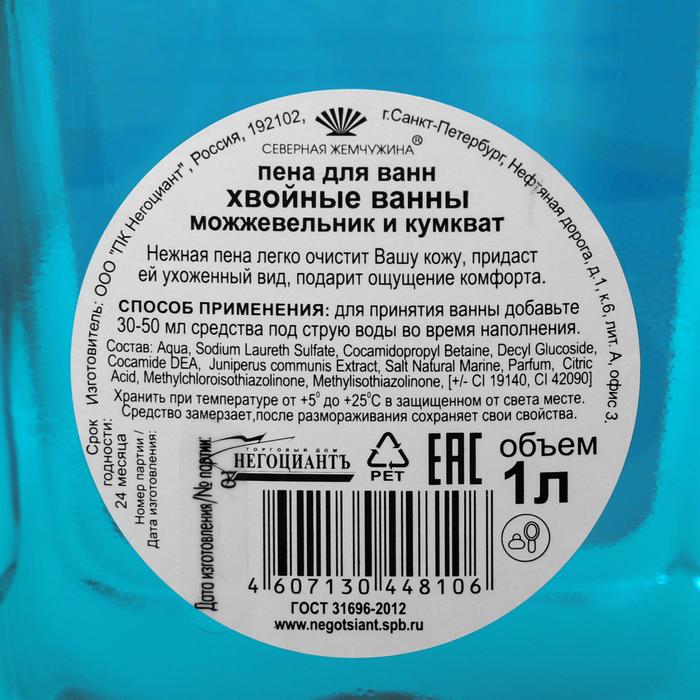 Изготовитель: ООО "ПК Негоциант", Россия, 192102, г.Санкт-Петербург, Нефтяная дорога, д.1, к.6, лит. А, офис 3.
СЕВЕРНАЯ ЖЕМЧУЖИНА®
пена для ванн
ХВОЙНЫЕ ВАННЫ
МОЖЖЕВЕЛЬНИК И КУМКВАТ
Нежная пена легко очистит Вашу кожу, придаст
ей ухоженный вид, подарит ощущение комфорта.
СПОСОБ ПРИМЕНЕНИЯ: для принятия ванны добавьте
30-50 мл средства под струю воды во время наполнения.
Состав: Aqua, Sodium Laureth Sulfate, Cocamidopropyl Betaine, Decyl Glucoside,
Cocamide DEA, Juniperus communis Extract, Salt Natural Marine, Parfum, Citric
Acid, Methylchloroisothiazolinone, Methylisothiazolinone, [+/- CI 19140, CI 42090]
Хранить при температуре от +5⁰ до +25⁰С в защищенном от света месте.
Средство замерзает,после размораживания сохраняет свои свойства.
Срок
годности:
24 месяца
Номер партии /
Дата изготовления:
Дата изготовления/№ партии:
ТОРГОВЫЙ ДОМ
НЕГОЦИАНТЪ
PET
EAC
объем
1л
4 607130 448106
ГОСТ 31696-2012
www.negotsiant.spb.ru